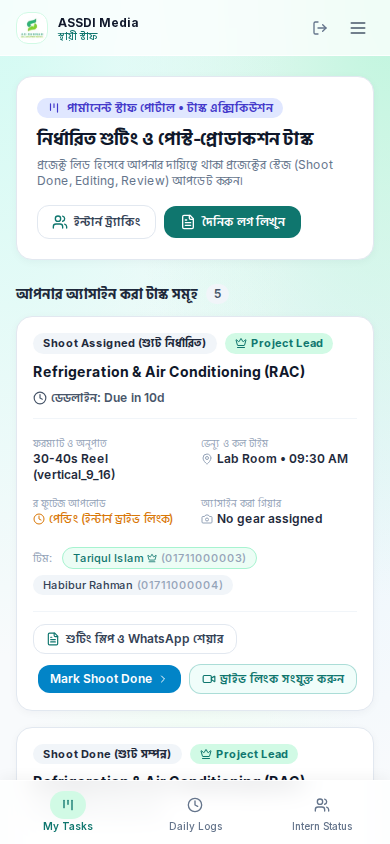 ASSDI Media
স্থায়ী স্টাফ
পার্মানেন্ট স্টাফ পোর্টাল • টাস্ক এক্সিকিউশন
নির্ধারিত শুটিং ও পোস্ট-প্রোডাকশন টাস্ক
প্রজেক্ট লিড হিসেবে আপনার দায়িত্বে থাকা প্রজেক্টের স্টেজ (Shoot
Done, Editing, Review) আপডেট করুন।
ইন্টার্ন ট্র্যাকিং
দৈনিক লগ লিখুন
আপনার অ্যাসাইন করা টাস্ক সমূহ 5
Shoot Assigned (শ্যুট নির্ধারিত) Project Lead
Refrigeration & Air Conditioning (RAC)
ডেডলাইন: Due in 10d
ফরম্যাট ও অনুপাত
30-40s Reel
(vertical_9_16)
ভেন্যু ও কল টাইম
Lab Room • 09:30 AM
র ফুটেজ আপলোড
পেন্ডিং (ইন্টার্ন ড্রাইভ লিংক)
অ্যাসাইন করা গিয়ার
No gear assigned
টিম: Tariqul Islam (01711000003)
Habibur Rahman (01711000004)
শুটিং স্লিপ ও WhatsApp শেয়ার
Mark Shoot Done
ড্রাইভ লিংক সংযুক্ত করুন
Shoot Done (শ্যুট সম্পন্ন) Project Lead
Refrigeration & Air Conditioning (RAC)
My Tasks
Daily Logs
Intern Status